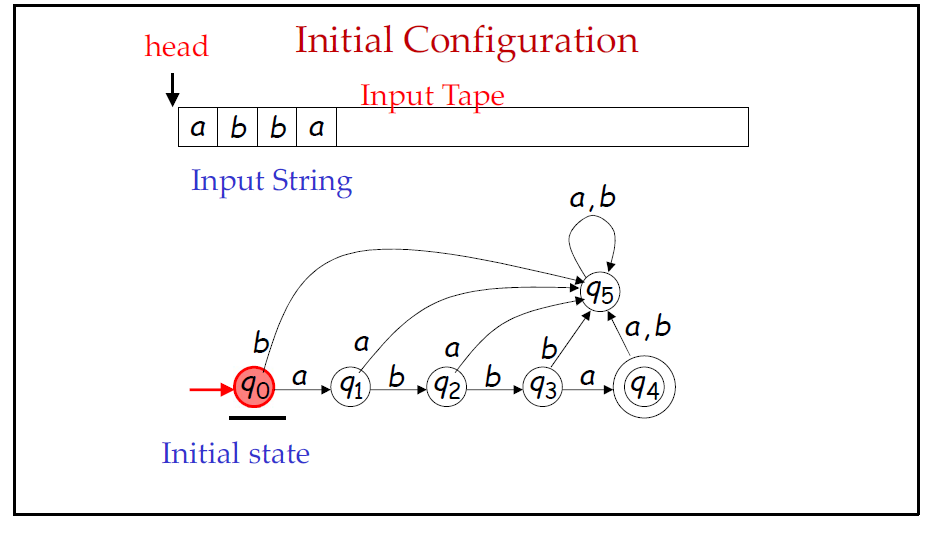 Initial Configuration
head
Input Tape
a b b a
Input String
a,b
q5
a,b
b a a b
q0 a q1 b q2 b q3 a q4
Initial state